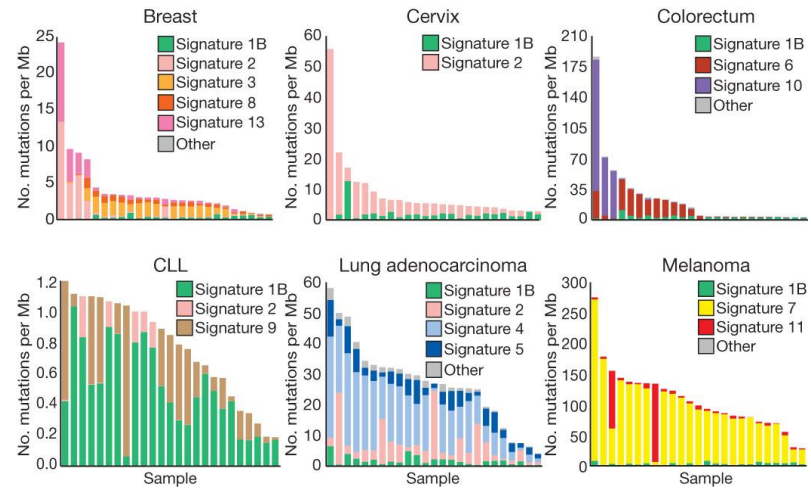 Breast
No. mutations per Mb
25
20
15
10
5
0
Signature 1B
Signature 2
Signature 3
Signature 8
Signature 13
Other
Cervix
No. mutations per Mb
60
50
40
30
20
10
0
Signature 1B
Signature 2
Colorectum
No. mutations per Mb
210
175
140
105
70
35
0
Signature 1B
Signature 6
Signature 10
Other
CLL
No. mutations per Mb
1.2
1.0
0.8
0.6
0.4
0.2
0.0
Signature 1B
Signature 2
Signature 9
Sample
Lung adenocarcinoma
No. mutations per Mb
60
50
40
30
20
10
0
Signature 1B
Signature 2
Signature 4
Signature 5
Other
Sample
Melanoma
No. mutations per Mb
300
250
200
150
100
50
0
Signature 1B
Signature 7
Signature 11
Other
Sample